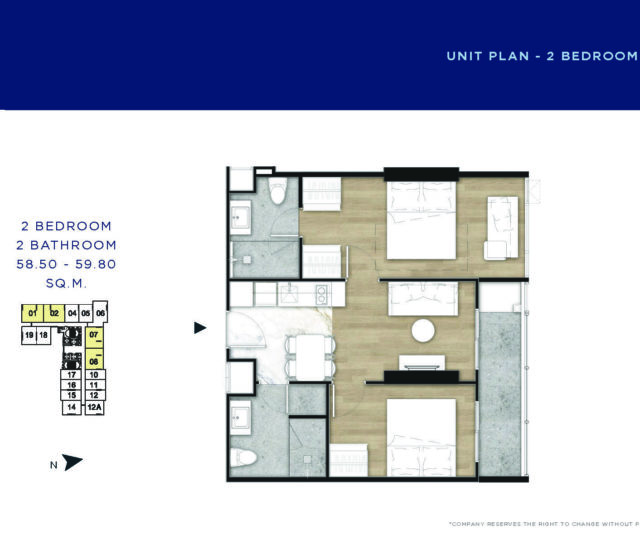 UNIT PLAN - 2 BEDROOM
2 BEDROOM
2 BATHROOM
58.50 - 59.80
SQ.M.
01 02 04 05 06
19 18 07
08
17 10
16 11
15 12
14 12A
N
*COMPANY RESERVES THE RIGHT TO CHANGE WITHOUT P